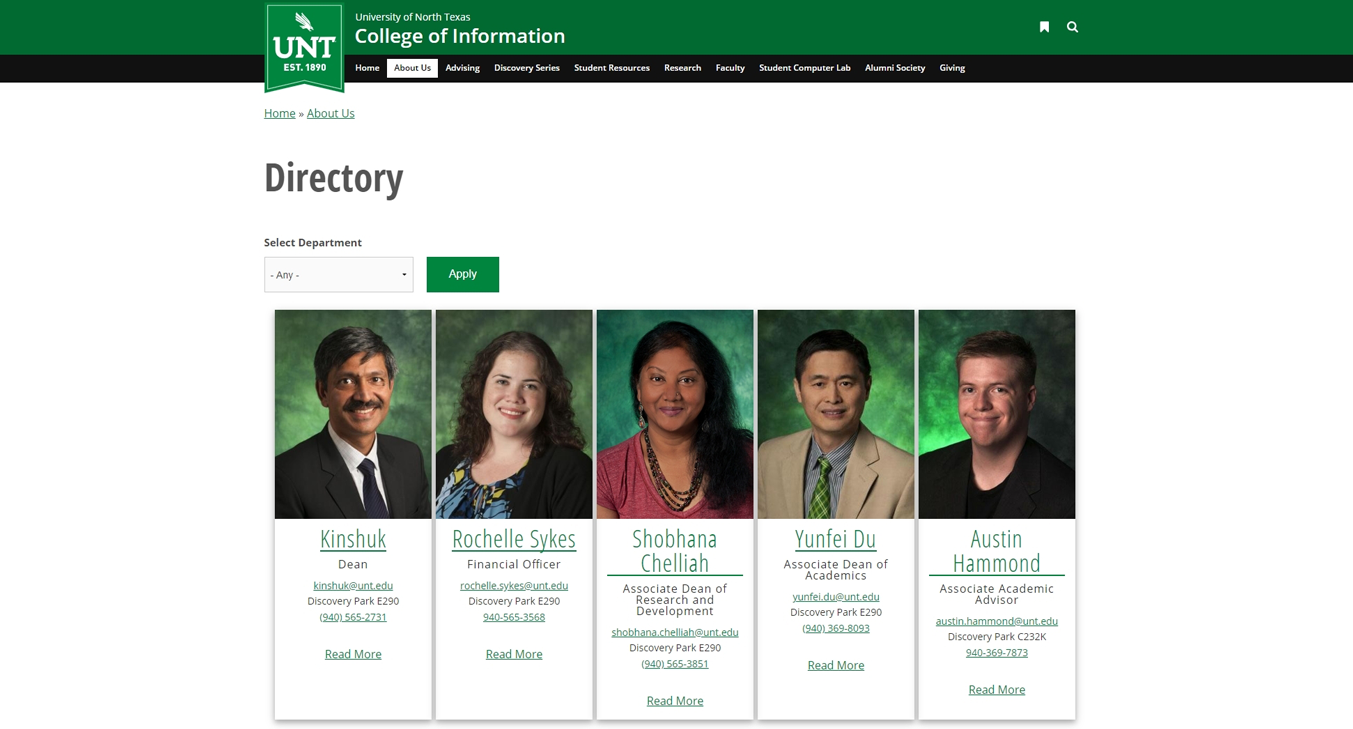 University of North Texas
College of Information
UNT
EST. 1890
Home About Us Advising Discovery Series Student Resources Research Faculty Student Computer Lab Alumni Society Giving
Home » About Us
Directory
Select Department
- Any -
Apply
Kinshuk
Dean
kinshuk@unt.edu
Discovery Park E290
(940) 565-2731
Read More
Rochelle Sykes
Financial Officer
rochelle.sykes@unt.edu
Discovery Park E290
940-565-3568
Read More
Shobhana
Chelliah
Associate Dean of
Research and
Development
shobhana.chelliah@unt.edu
Discovery Park E290
(940) 565-3851
Read More
Yunfei Du
Associate Dean of
Academics
yunfei.du@unt.edu
Discovery Park E290
(940) 369-8093
Read More
Austin
Hammond
Associate Academic
Advisor
austin.hammond@unt.edu
Discovery Park C232K
940-369-7873
Read More